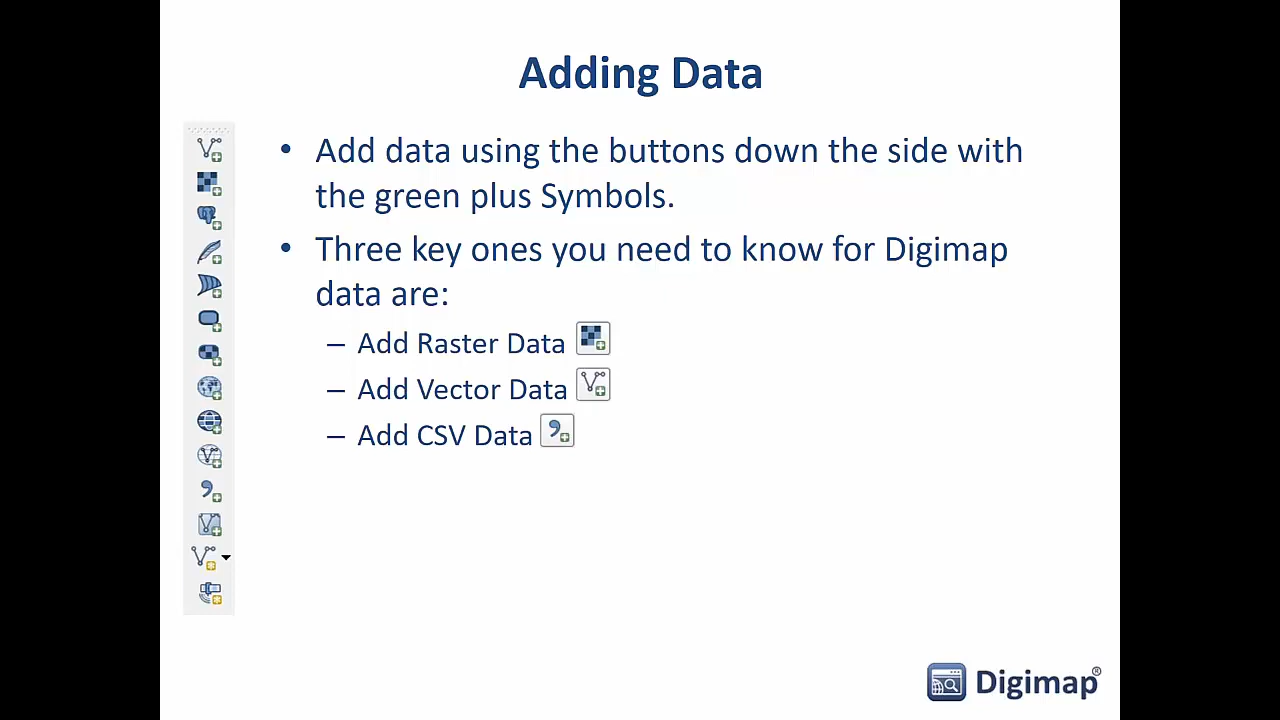 Adding Data
• Add data using the buttons down the side with
the green plus Symbols.
• Three key ones you need to know for Digimap
data are:
– Add Raster Data
– Add Vector Data
– Add CSV Data
Digimap®